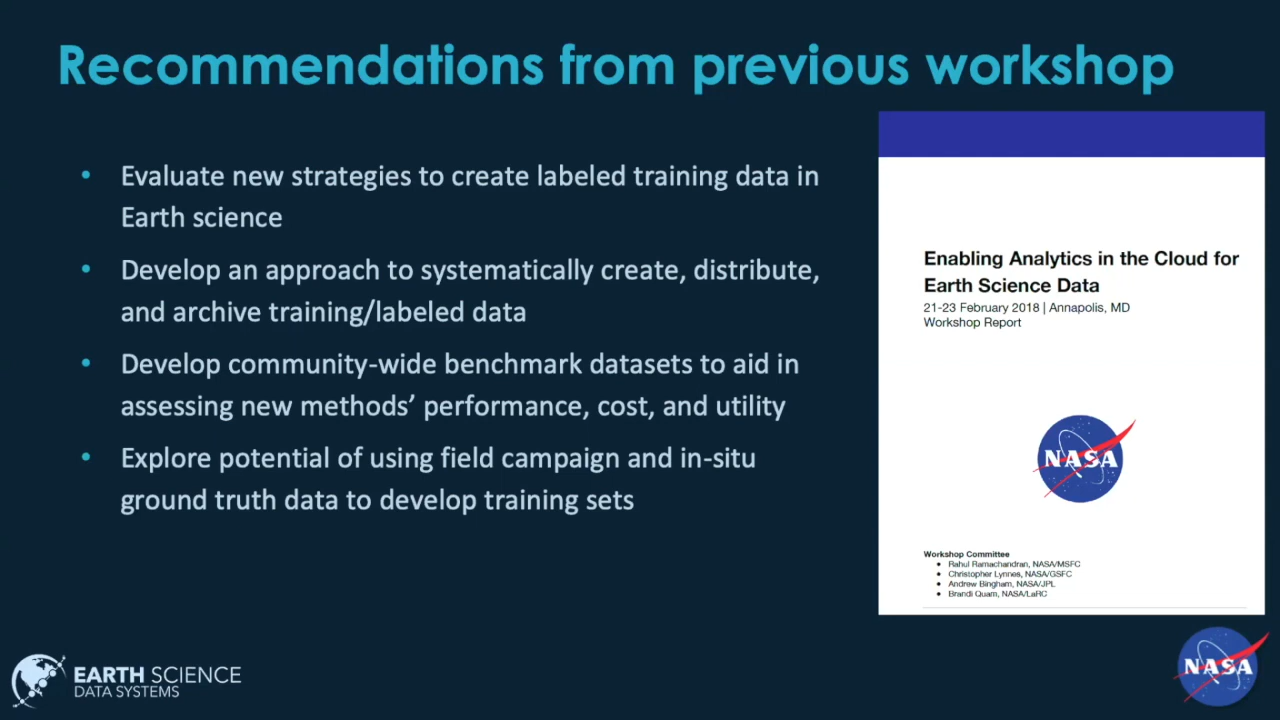 Recommendations from previous workshop
• Evaluate new strategies to create labeled training data in
Earth science
• Develop an approach to systematically create, distribute,
and archive training/labeled data
• Develop community-wide benchmark datasets to aid in
assessing new methods’ performance, cost, and utility
• Explore potential of using field campaign and in-situ
ground truth data to develop training sets
Enabling Analytics in the Cloud for
Earth Science Data
21-23 February 2018 | Annapolis, MD
Workshop Report
NASA
Workshop Committee
• Rahul Ramachandran, NASA/MSFC
• Christopher Lynnes, NASA/GSFC
• Andrew Bingham, NASA/JPL
• Brandi Quam, NASA/LaRC
EARTH SCIENCE
DATA SYSTEMS
NASA